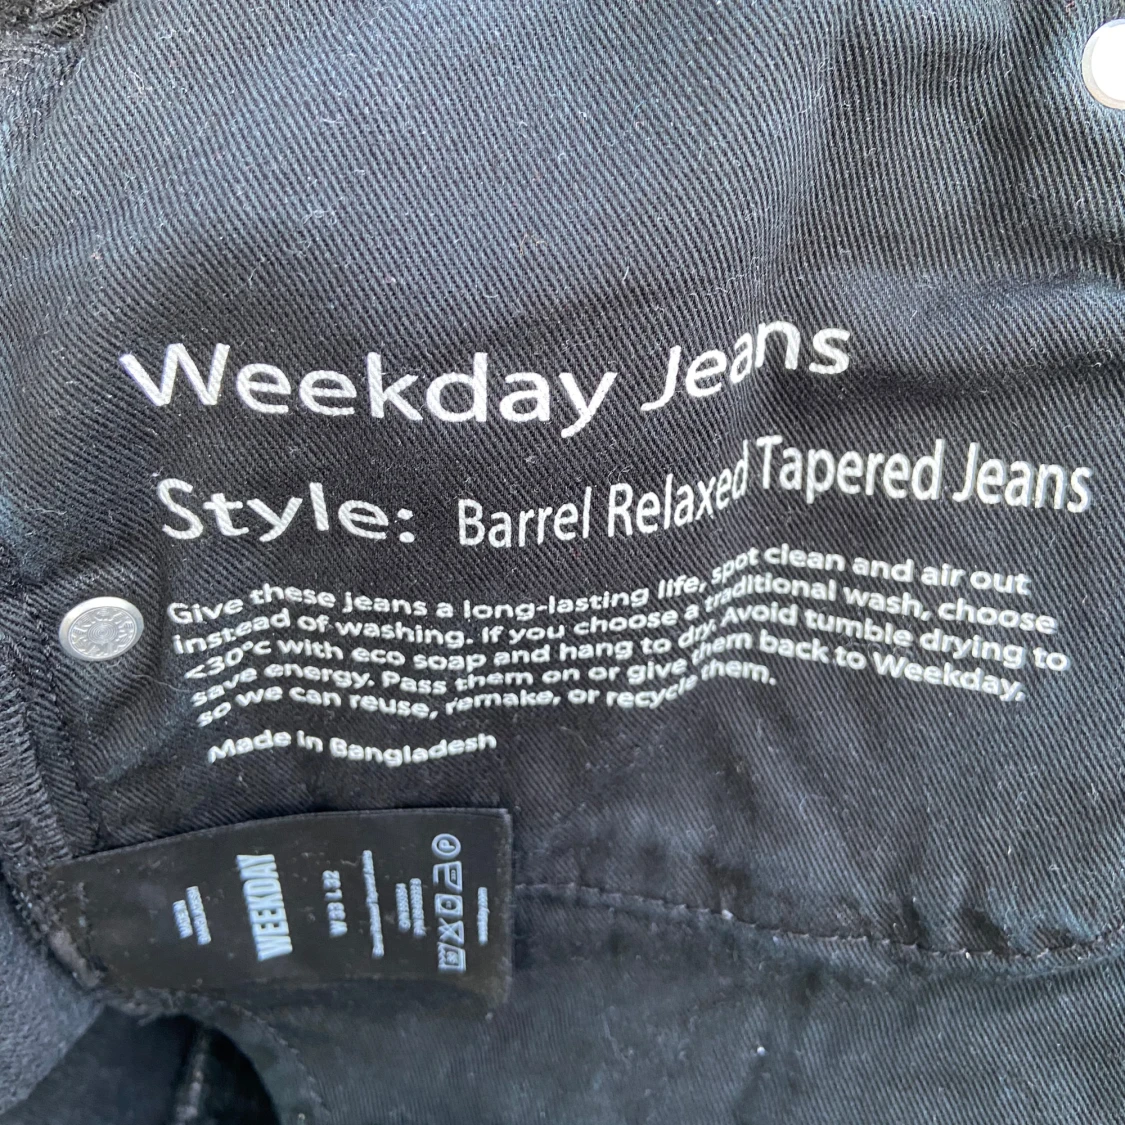 Weekday Jeans
Style: Barrel Relaxed Tapered Jeans
Give these jeans a long-lasting life, spot clean and air out
instead of washing. If you choose a traditional wash, choose
<30°c with eco soap and hang to dry. Avoid tumble drying to
save energy. Pass them on or give them back to Weekday,
so we can reuse, remake, or recycle them.
Made in Bangladesh
WEEKDAY
W33 L32